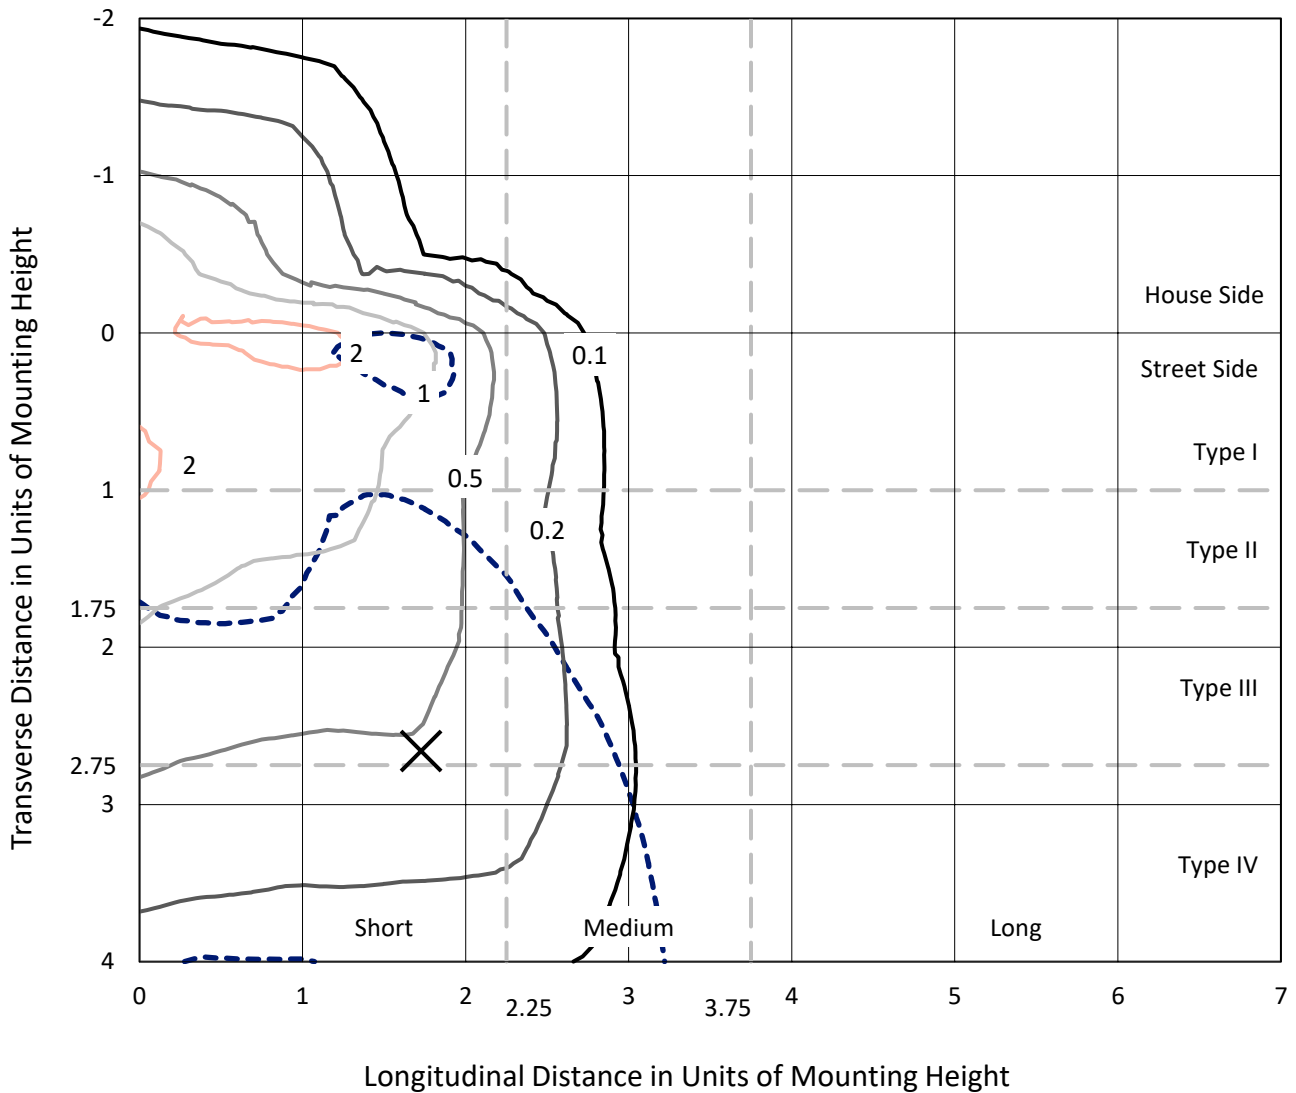 -2
-1
House Side
0
2
0.1
Street Side
1
Type I
2
0.5
1
0.2
Type II
1.75
2
Type III
2.75
3
Type IV
Short
Medium
Long
4
0
1
2
2.25
3
3.75
4
5
6
7
Transverse Distance in Units of Mounting Height
Longitudinal Distance in Units of Mounting Height